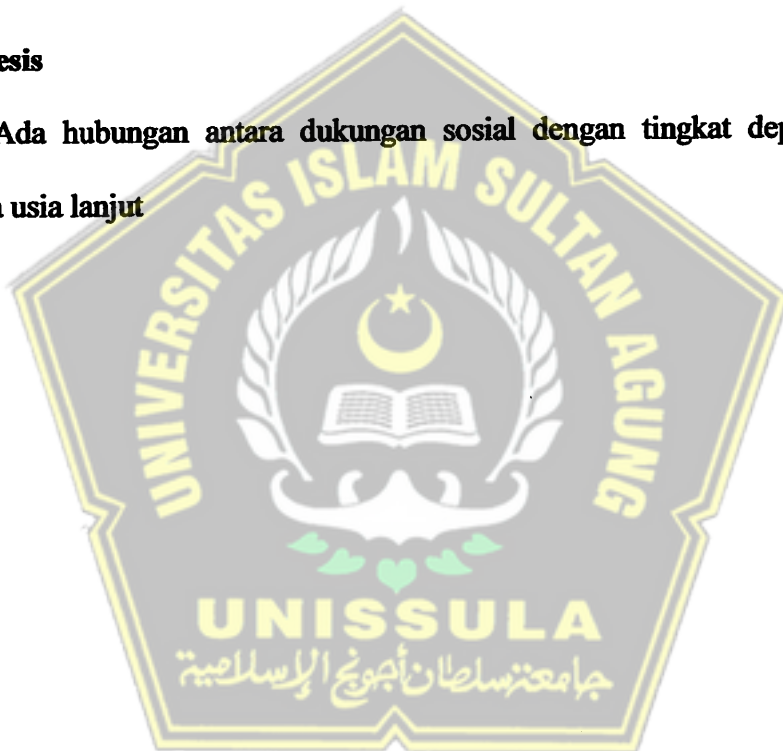 esis
Ada hubungan antara dukungan sosial dengan tingkat dep
usia lanjut
UNIVERSITAS ISLAM SULTAN AGUNG
UNISSULA
جامعة سلطان أجونج الإسلامية